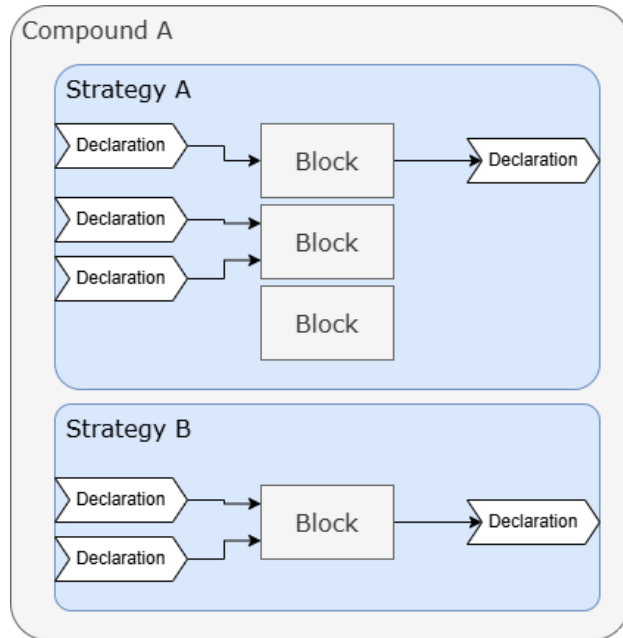 Compound A
Strategy A
Declaration
Block
Declaration
Declaration
Block
Declaration
Block
Strategy B
Declaration
Block
Declaration
Declaration